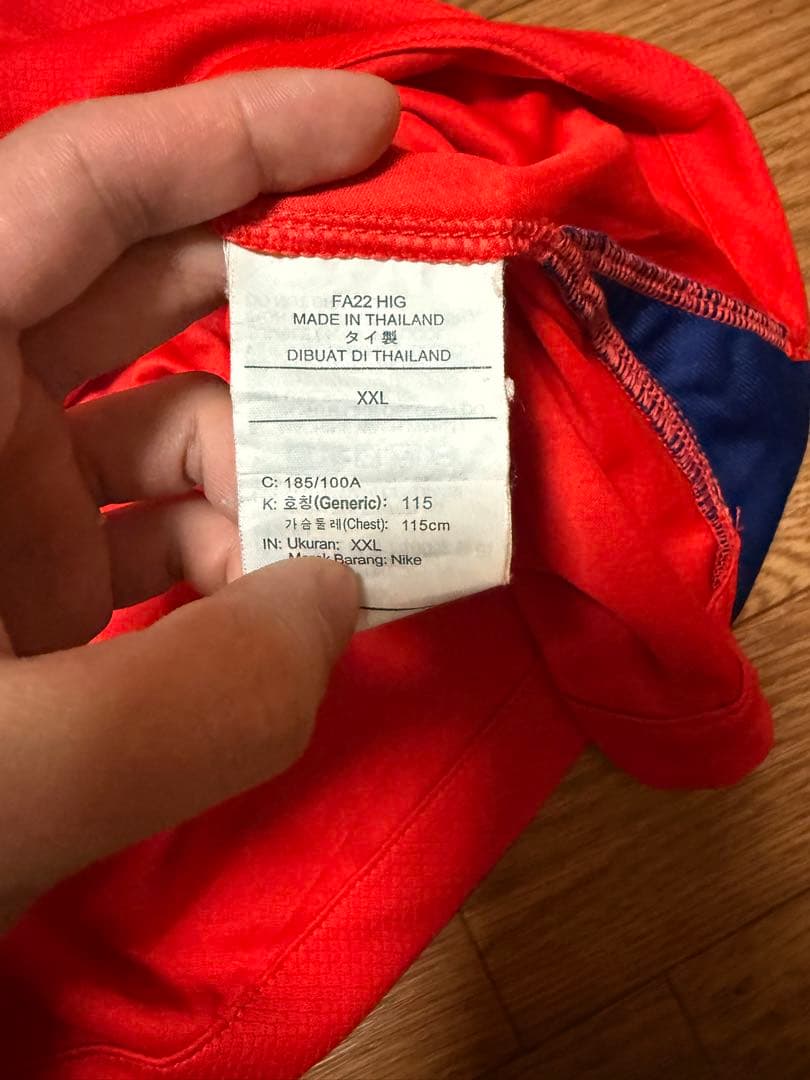 FA22 HIG
MADE IN THAILAND
タイ製
DIBUAT DI THAILAND
XXL
C: 185/100A
K: 호칭(Generic): 115
가슴둘레(Chest): 115cm
IN: Ukuran: XXL
Barang: Nike